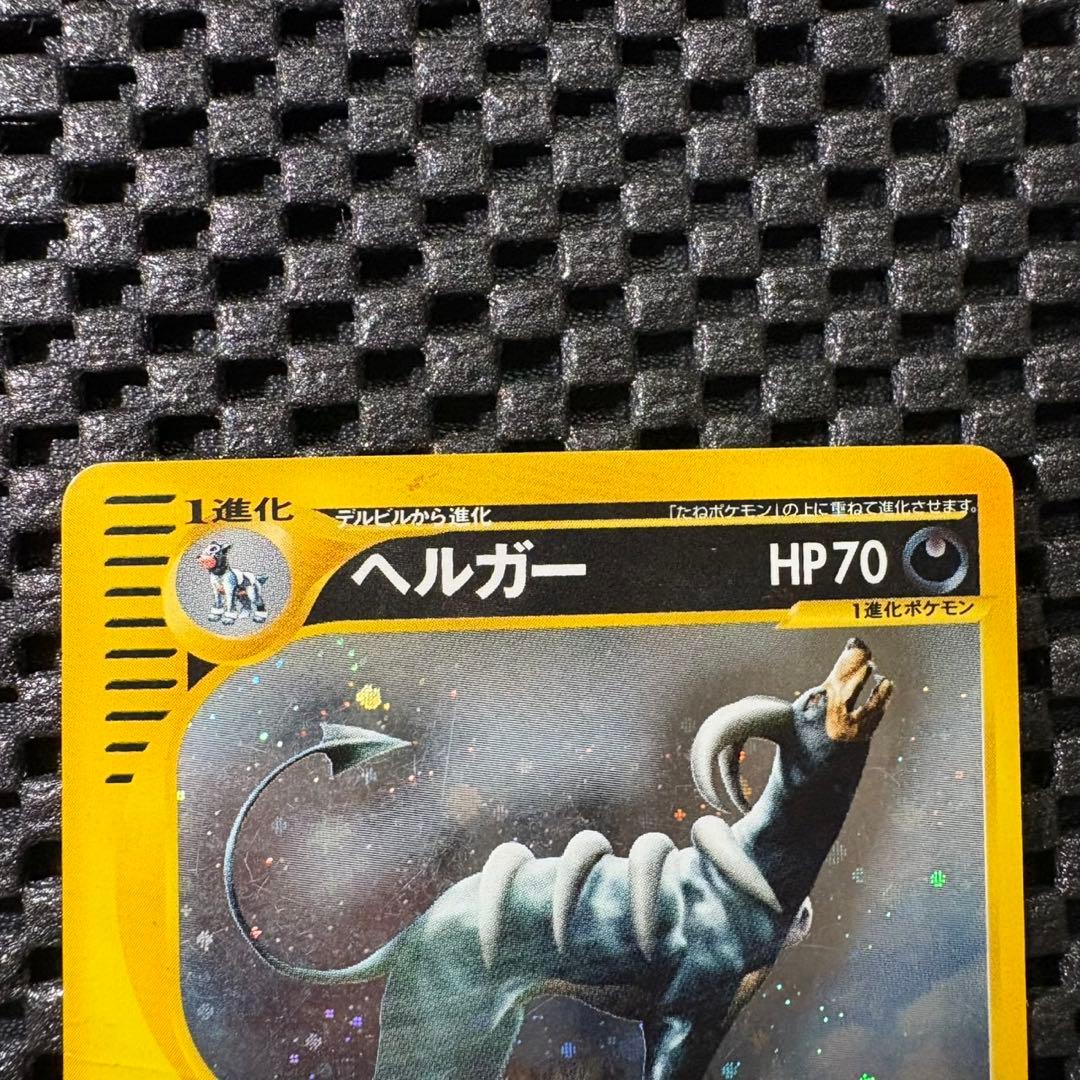 1進化
デルビルから進化
「たねポケモン」の上に重ねて進化させます。
ヘルガー
HP70
1進化ポケモン